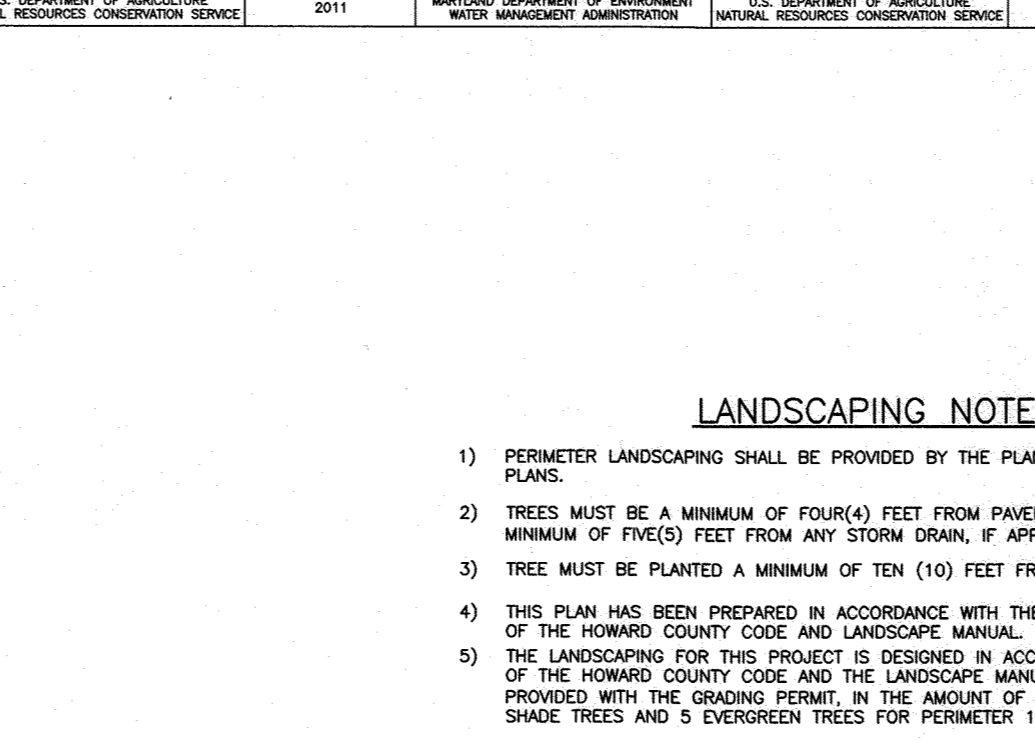 U.S. DEPARTMENT OF AGRICULTURE
RESOURCES CONSERVATION SERVICE
2011
MARYLAND DEPARTMENT OF ENVIRONMENT
WATER MANAGEMENT ADMINISTRATION
U.S. DEPARTMENT OF AGRICULTURE
NATURAL RESOURCES CONSERVATION SERVICE
LANDSCAPING NOTE
1) PERIMETER LANDSCAPING SHALL BE PROVIDED BY THE
PLANS.
2) TREES MUST BE A MINIMUM OF FOUR(4) FEET FROM
MINIMUM OF FIVE(5) FEET FROM ANY STORM DRAIN, IF
3) TREE MUST BE PLANTED A MINIMUM OF TEN (10) FEET
4) THIS PLAN HAS BEEN PREPARED IN ACCORDANCE WITH THE
OF THE HOWARD COUNTY CODE AND LANDSCAPE MANUAL.
5) THE LANDSCAPING FOR THIS PROJECT IS DESIGNED IN
OF THE HOWARD COUNTY CODE AND THE LANDSCAPE
PROVIDED WITH THE GRADING PERMIT, IN THE AMOUNT OF
SHADE TREES AND 5 EVERGREEN TREES FOR PERIMETER 1